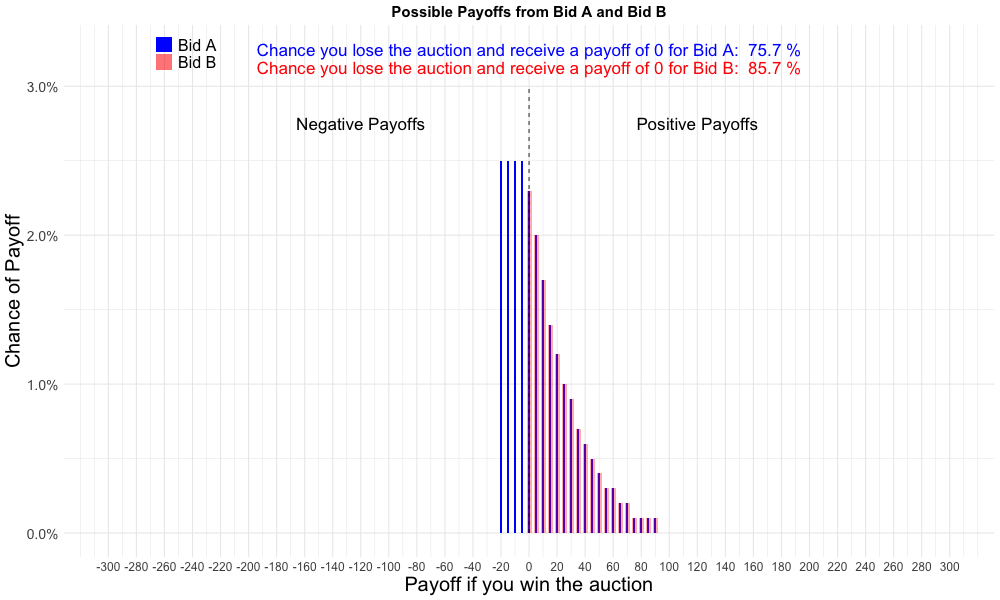 Possible Payoffs from Bid A and Bid B
Bid A
Bid B
Chance you lose the auction and receive a payoff of 0 for Bid A: 75.7 %
Chance you lose the auction and receive a payoff of 0 for Bid B: 85.7 %
Negative Payoffs
Positive Payoffs
Chance of Payoff
3.0%
2.0%
1.0%
0.0%
-300 -280 -260 -240 -220 -200 -180 -160 -140 -120 -100 -80 -60 -40 -20 0 20 40 60 80 100 120 140 160 180 200 220 240 260 280 300
Payoff if you win the auction